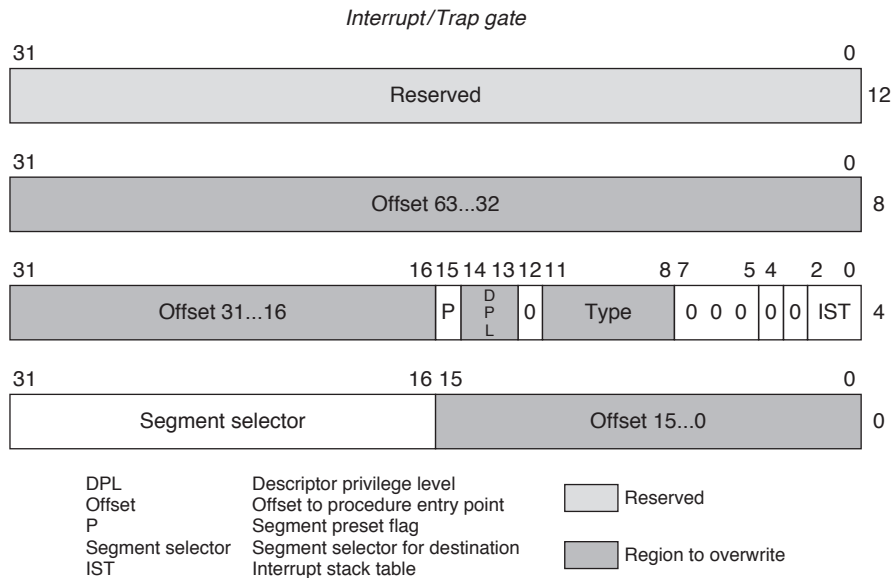 Interrupt/Trap gate
31 0
Reserved 12
31 0
Offset 63...32 8
31 16 15 14 13 12 11 8 7 5 4 2 0
Offset 31...16 P DPL 0 Type 0 0 0 0 0 IST 4
31 16 15 0
Segment selector Offset 15...0 0
DPL Descriptor privilege level
Offset Offset to procedure entry point
P Segment preset flag
Segment selector Segment selector for destination
IST Interrupt stack table
Reserved
Region to overwrite